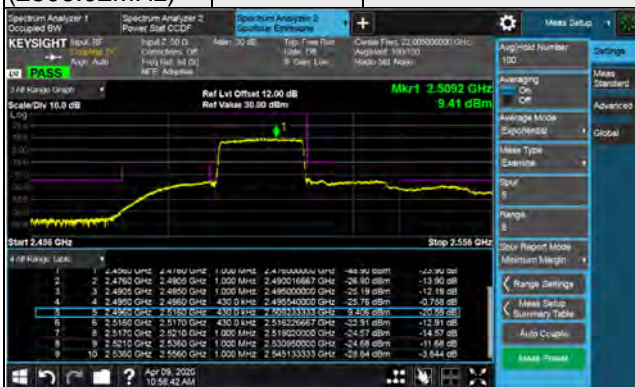 Spectrum Analyzer 1
Occupied BW
Spectrum Analyzer 2
Power Stat CCDF
Spectrum Analyzer 3
Spurious Emissions
Meas Setup
KEYSIGHT
Input: RF
Coupling: DC
Align: Auto
Input Z: 50 Ω
Corrections: Off
Freq Ref: Int (S)
NFE: Adaptive
Atten: 30 dB
Trig: Free Run
Gate: Off
IF Gain: Low
Center Freq: 22.005000000 GHz
Avg|Hold: 100/100
Radio Std: None
PASS
3 All Range Graph
Scale/Div 10.0 dB
Log
Ref Lvl Offset 12.00 dB
Ref Value 30.00 dBm
Mkr1 2.5092 GHz
9.41 dBm
1
Start 2.456 GHz
Stop 2.556 GHz
4 All Range Table
1 1 2.4560 GHz 2.4760 GHz 1.000 MHz 2.476000000 GHz -48.90 dBm -23.90 dB
2 2 2.4760 GHz 2.4905 GHz 1.000 MHz 2.490016667 GHz -26.90 dBm -13.90 dB
3 2.4905 GHz 2.4950 GHz 1.000 MHz 2.495000000 GHz -25.19 dBm -12.19 dB
4 4 2.4950 GHz 2.4960 GHz 430.0 kHz 2.495540000 GHz -25.76 dBm -0.758 dB
5 5 2.4960 GHz 2.5160 GHz 430.0 kHz 2.509233333 GHz 9.406 dBm -20.59 dB
6 6 2.5160 GHz 2.5170 GHz 430.0 kHz 2.516226667 GHz -22.91 dBm -12.91 dB
7 2.5170 GHz 2.5210 GHz 1.000 MHz 2.519020000 GHz -24.57 dBm -14.57 dB
9 2.5210 GHz 2.5360 GHz 1.000 MHz 2.530950000 GHz -24.68 dBm -11.68 dB
10 2.5360 GHz 2.5560 GHz 1.000 MHz 2.545133333 GHz -28.64 dBm -3.644 dB
Avg|Hold Number
100
Averaging
On
Off
Average Mode
Exponential
Meas Type
Examine
Spur
5
Range
5
Spur Report Mode
Minimum Margin
Range Settings
Meas Setup
Summary Table
Auto Couple
Meas Preset
Settings
Meas
Standard
Advanced
Global
?
Apr 09, 2020
10:56:42 AM